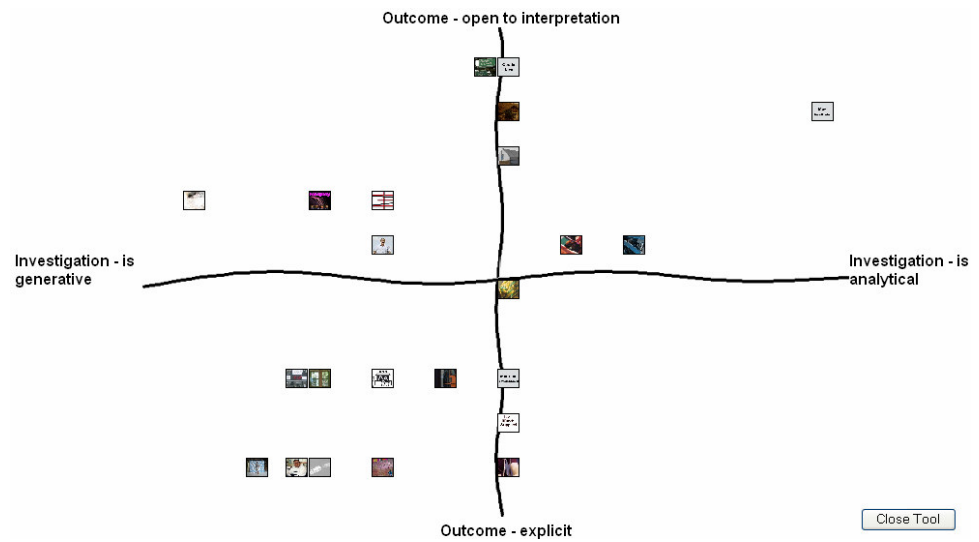 Outcome - open to interpretation
Investigation - is
generative
Investigation - is
analytical
Outcome - explicit
Close Tool